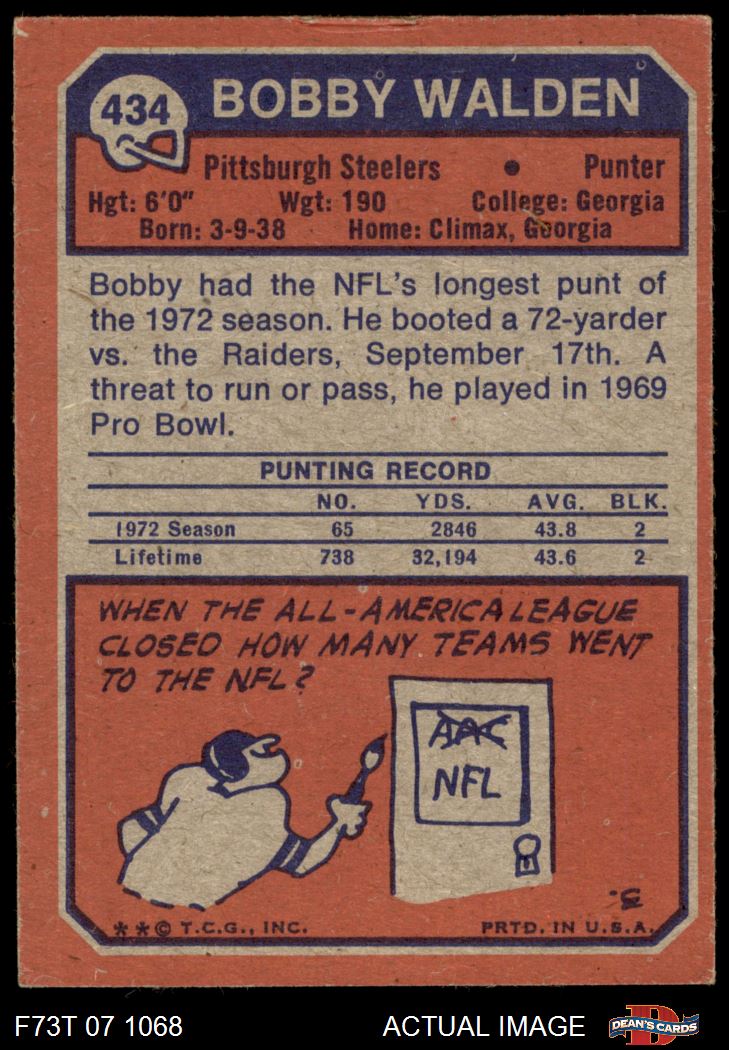 434
BOBBY WALDEN
Pittsburgh Steelers • Punter
Hgt: 6'0" Wgt: 190 College: Georgia
Born: 3-9-38 Home: Climax, Georgia
Bobby had the NFL's longest punt of
the 1972 season. He booted a 72-yarder
vs. the Raiders, September 17th. A
threat to run or pass, he played in 1969
Pro Bowl.
PUNTING RECORD
NO. YDS. AVG. BLK.
1972 Season 65 2846 43.8 2
Lifetime 738 32,194 43.6 2
WHEN THE ALL-AMERICA LEAGUE
CLOSED HOW MANY TEAMS WENT
TO THE NFL?
AAC
NFL
**© T.C.G., INC. PRTD. IN U.S.A.
F73T 07 1068 ACTUAL IMAGE
D
DEAN'S CARDS